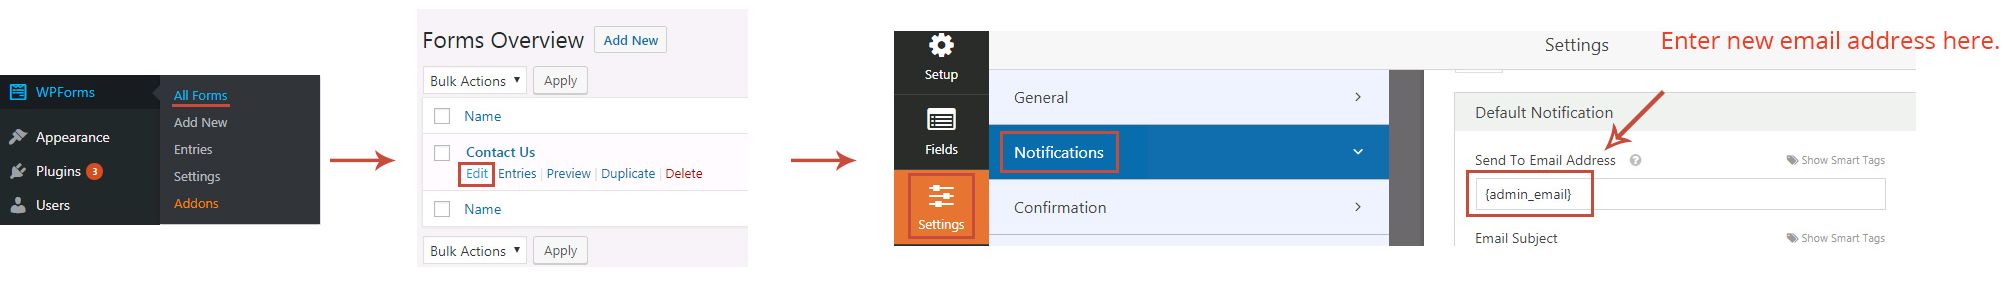 WPForms
Appearance
Plugins 3
Users
All Forms
Add New
Entries
Settings
Addons
Forms Overview Add New
Bulk Actions Apply
Name
Contact Us
Edit | Entries | Preview | Duplicate | Delete
Name
Bulk Actions Apply
Setup
Fields
Settings
General
Notifications
Confirmation
Settings
Enter new email address here.
Default Notification
Send To Email Address ? Show Smart Tags
{admin_email}
Email Subject Show Smart Tags